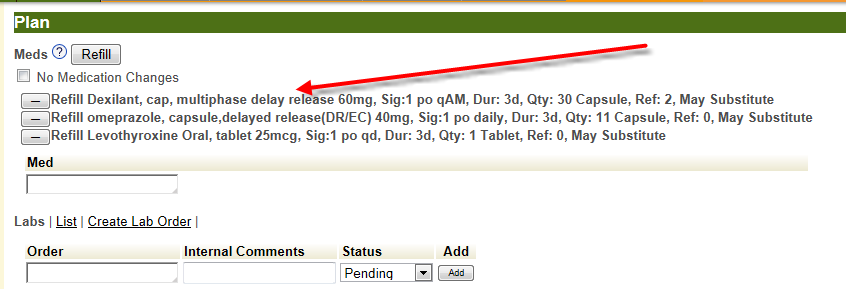 Plan
Meds ? Refill
No Medication Changes
Refill Dexilant, cap, multiphase delay release 60mg, Sig:1 po qAM, Dur: 3d, Qty: 30 Capsule, Ref: 2, May Substitute
Refill omeprazole, capsule,delayed release(DR/EC) 40mg, Sig:1 po daily, Dur: 3d, Qty: 11 Capsule, Ref: 0, May Substitute
Refill Levothyroxine Oral, tablet 25mcg, Sig:1 po qd, Dur: 3d, Qty: 1 Tablet, Ref: 0, May Substitute
Med
Labs | List | Create Lab Order |
Order Internal Comments Status Add
Pending Add